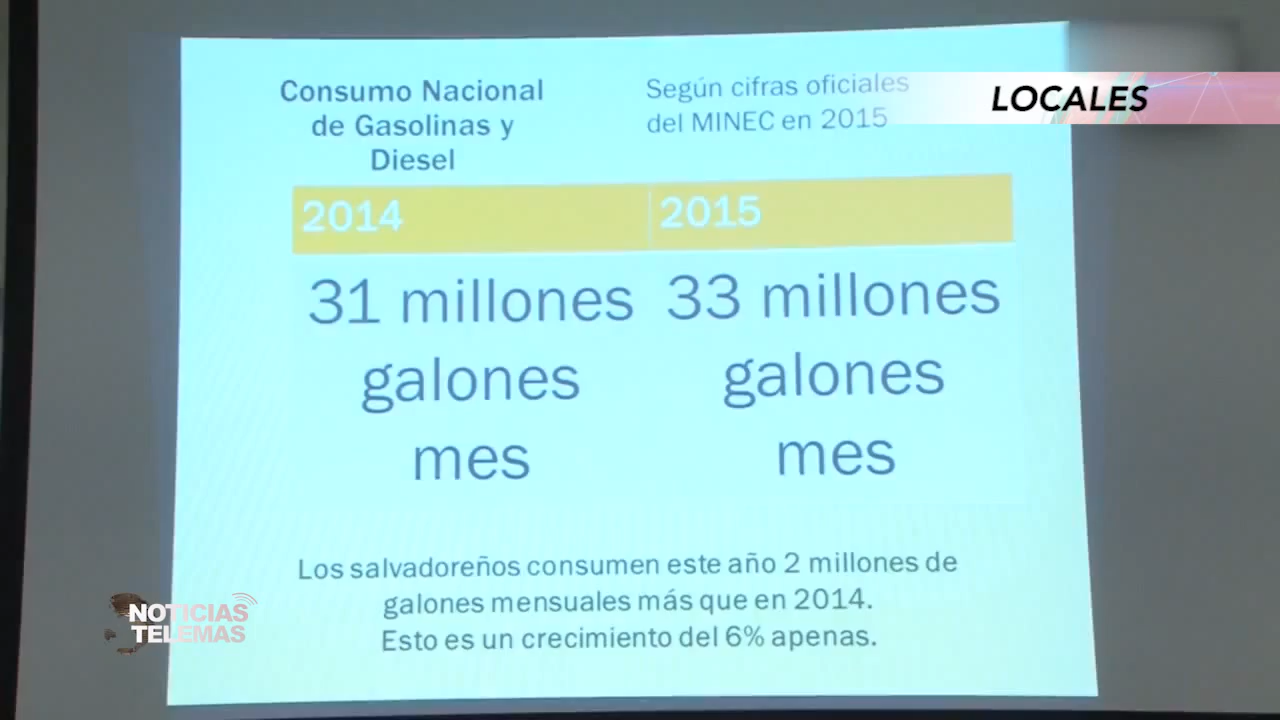 Consumo Nacional
de Gasolinas y
Diesel
Según cifras oficiales
del MINEC en 2015
LOCALES
2014
2015
31 millones
galones
mes
33 millones
galones
mes
Los salvadoreños consumen este año 2 millones de
galones mensuales más que en 2014.
Esto es un crecimiento del 6% apenas.
NOTICIAS
TELEMAS